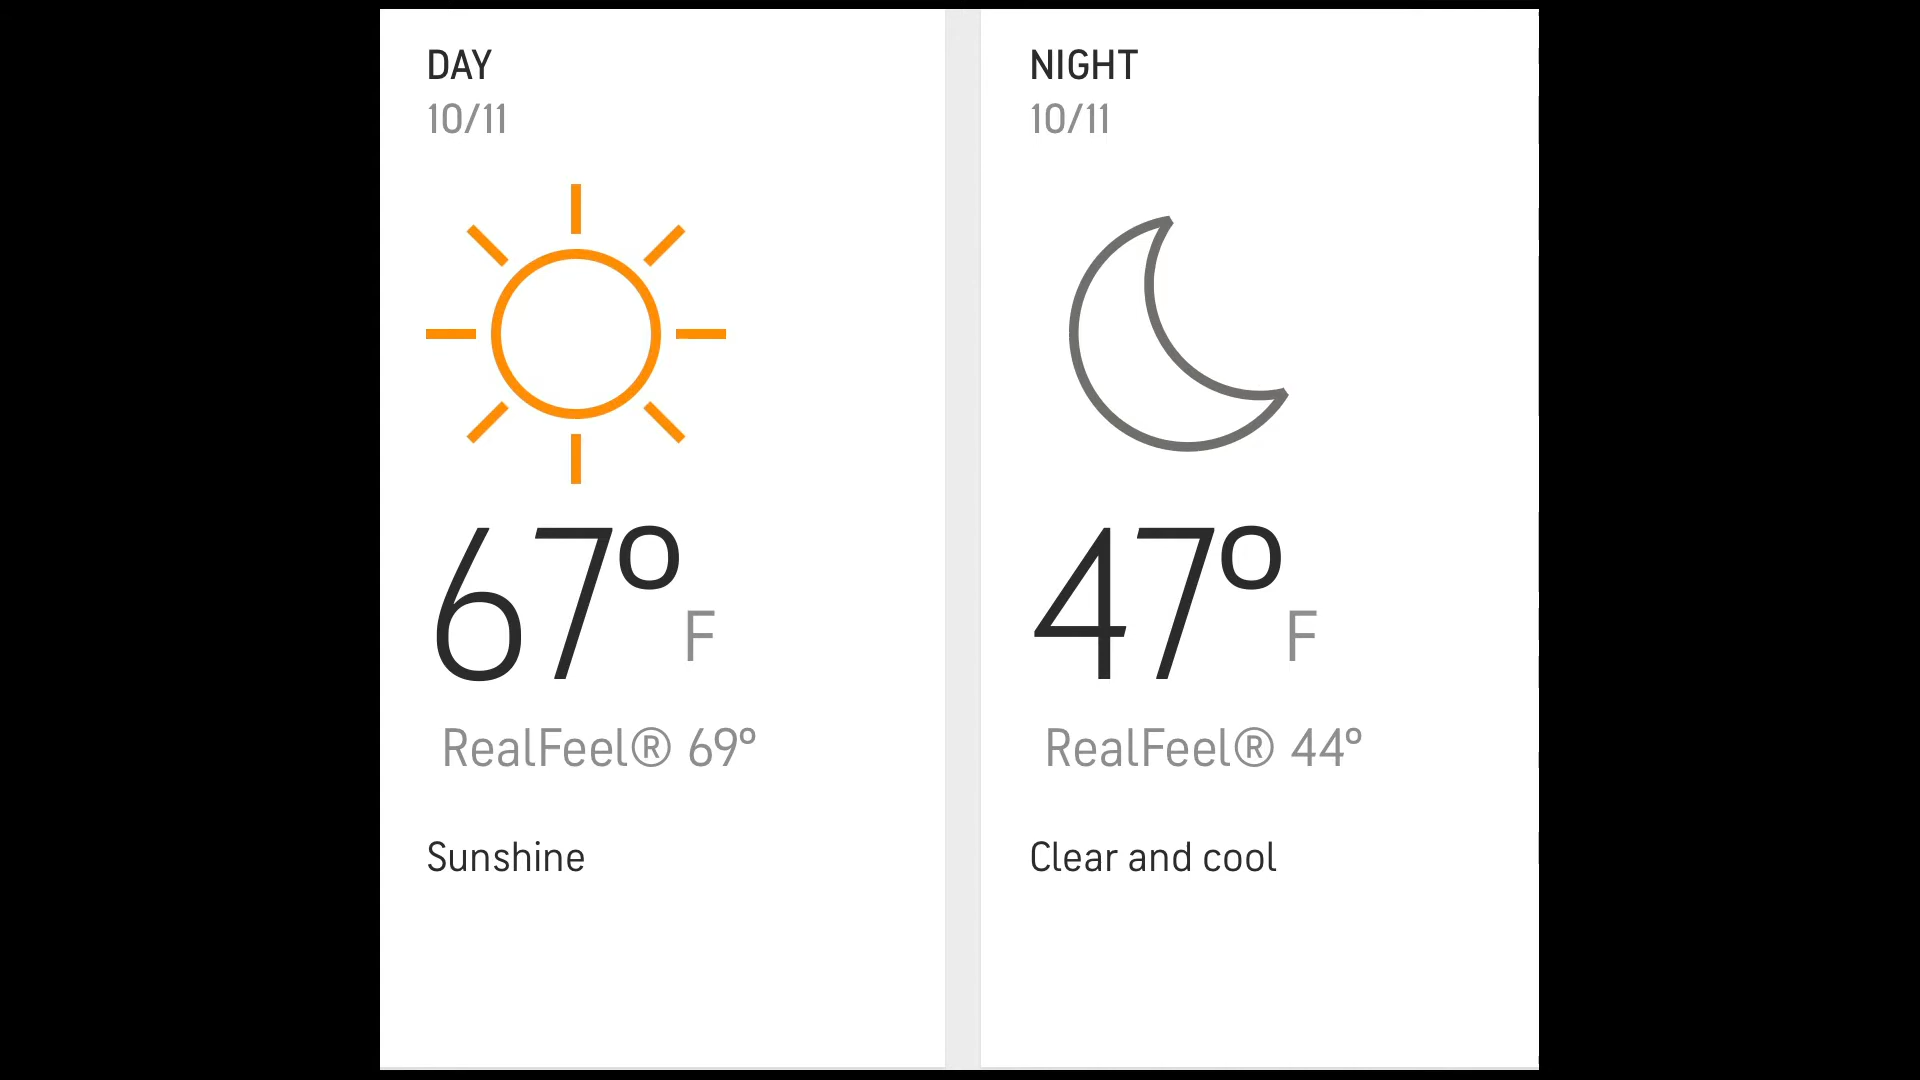 DAY
10/11
67° F
RealFeel® 69°
Sunshine
NIGHT
10/11
47° F
RealFeel® 44°
Clear and cool